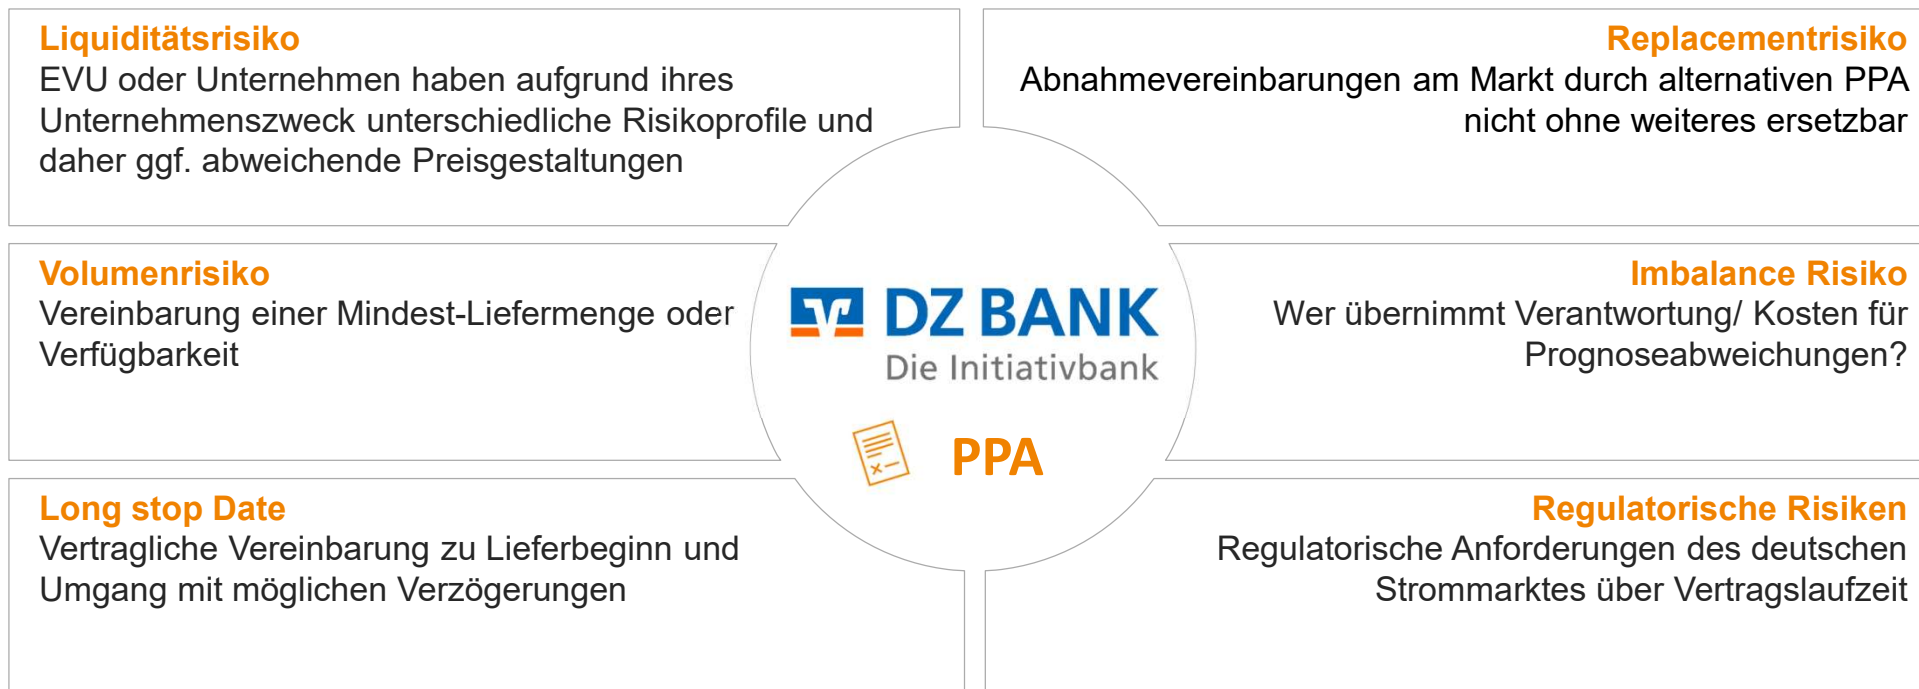 Liquiditätsrisiko
EVU oder Unternehmen haben aufgrund ihres
Unternehmenszweck unterschiedliche Risikoprofile und
daher ggf. abweichende Preisgestaltungen
Replacementrisiko
Abnahmevereinbarungen am Markt durch alternativen PPA
nicht ohne weiteres ersetzbar
Volumenrisiko
Vereinbarung einer Mindest-Liefermenge oder
Verfügbarkeit
DZ BANK
Die Initiativbank
PPA
Imbalance Risiko
Wer übernimmt Verantwortung/ Kosten für
Prognoseabweichungen?
Long stop Date
Vertragliche Vereinbarung zu Lieferbeginn und
Umgang mit möglichen Verzögerungen
Regulatorische Risiken
Regulatorische Anforderungen des deutschen
Strommarktes über Vertragslaufzeit